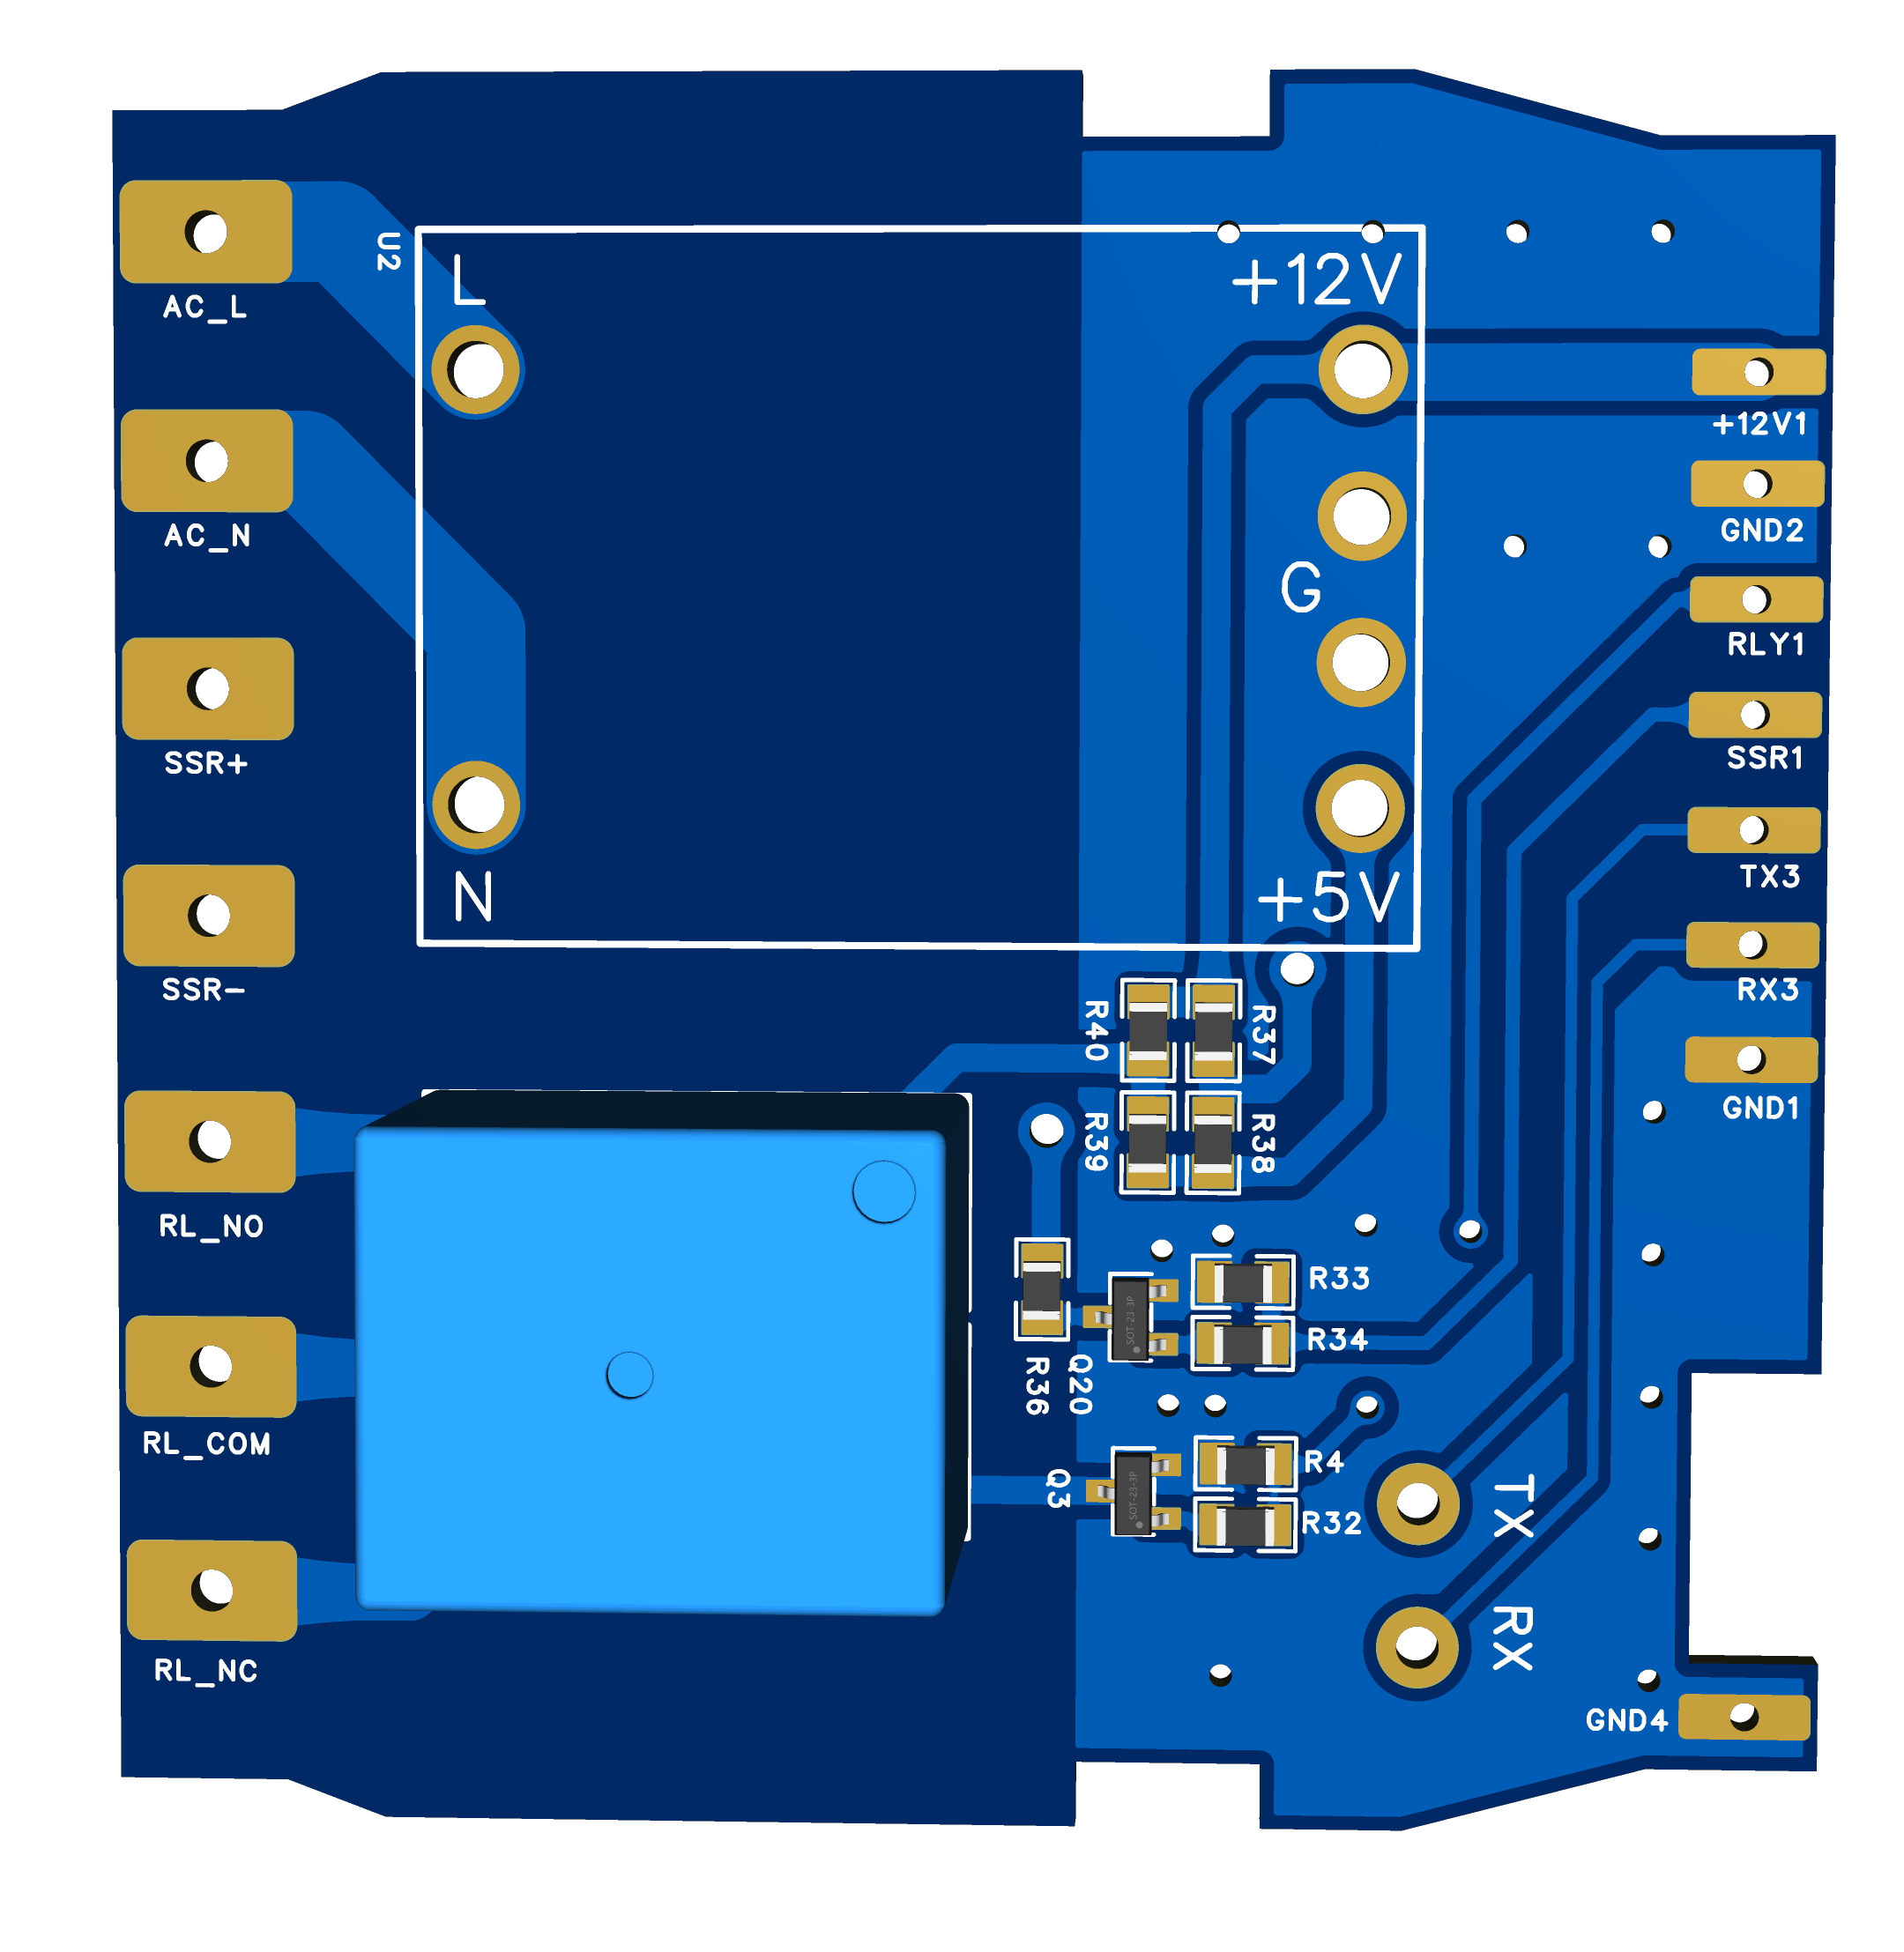 U2
L
+12V
AC_L
+12V1
AC_N
GND2
G
RLY1
SSR+
SSR1
N
+5V
TX3
SSR-
RX3
R40
R37
GND1
R39
R38
RL_NO
R33
SOT-23-3P
R34
R36
Q20
RL_COM
R4
Q3
SOT-23-3P
R32
TX
RX
RL_NC
GND4